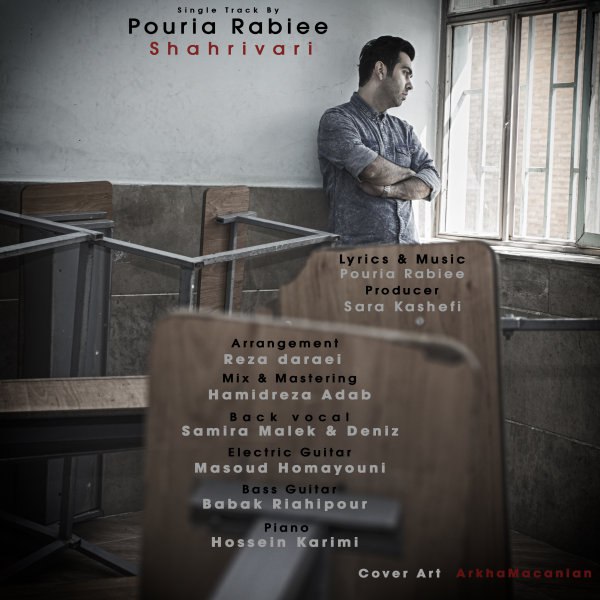 Single Track By
Pouria Rabiee
Shahrivari
Lyrics & Music
Pouria Rabiee
Producer
Sara Kashefi
Arrangement
Reza daraei
Mix & Mastering
Hamidreza Adab
Back vocal
Samira Malek & Deniz
Electric Guitar
Masoud Homayouni
Bass Guitar
Babak Riahipour
Piano
Hossein Karimi
Cover Art ArkhaMacanian